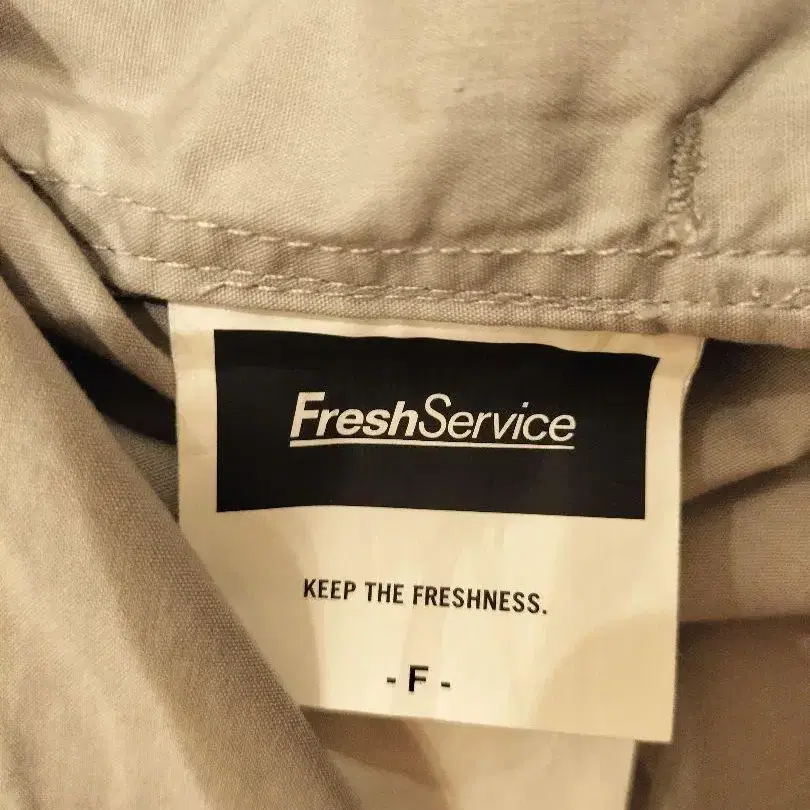 FreshService
KEEP THE FRESHNESS.
- F -